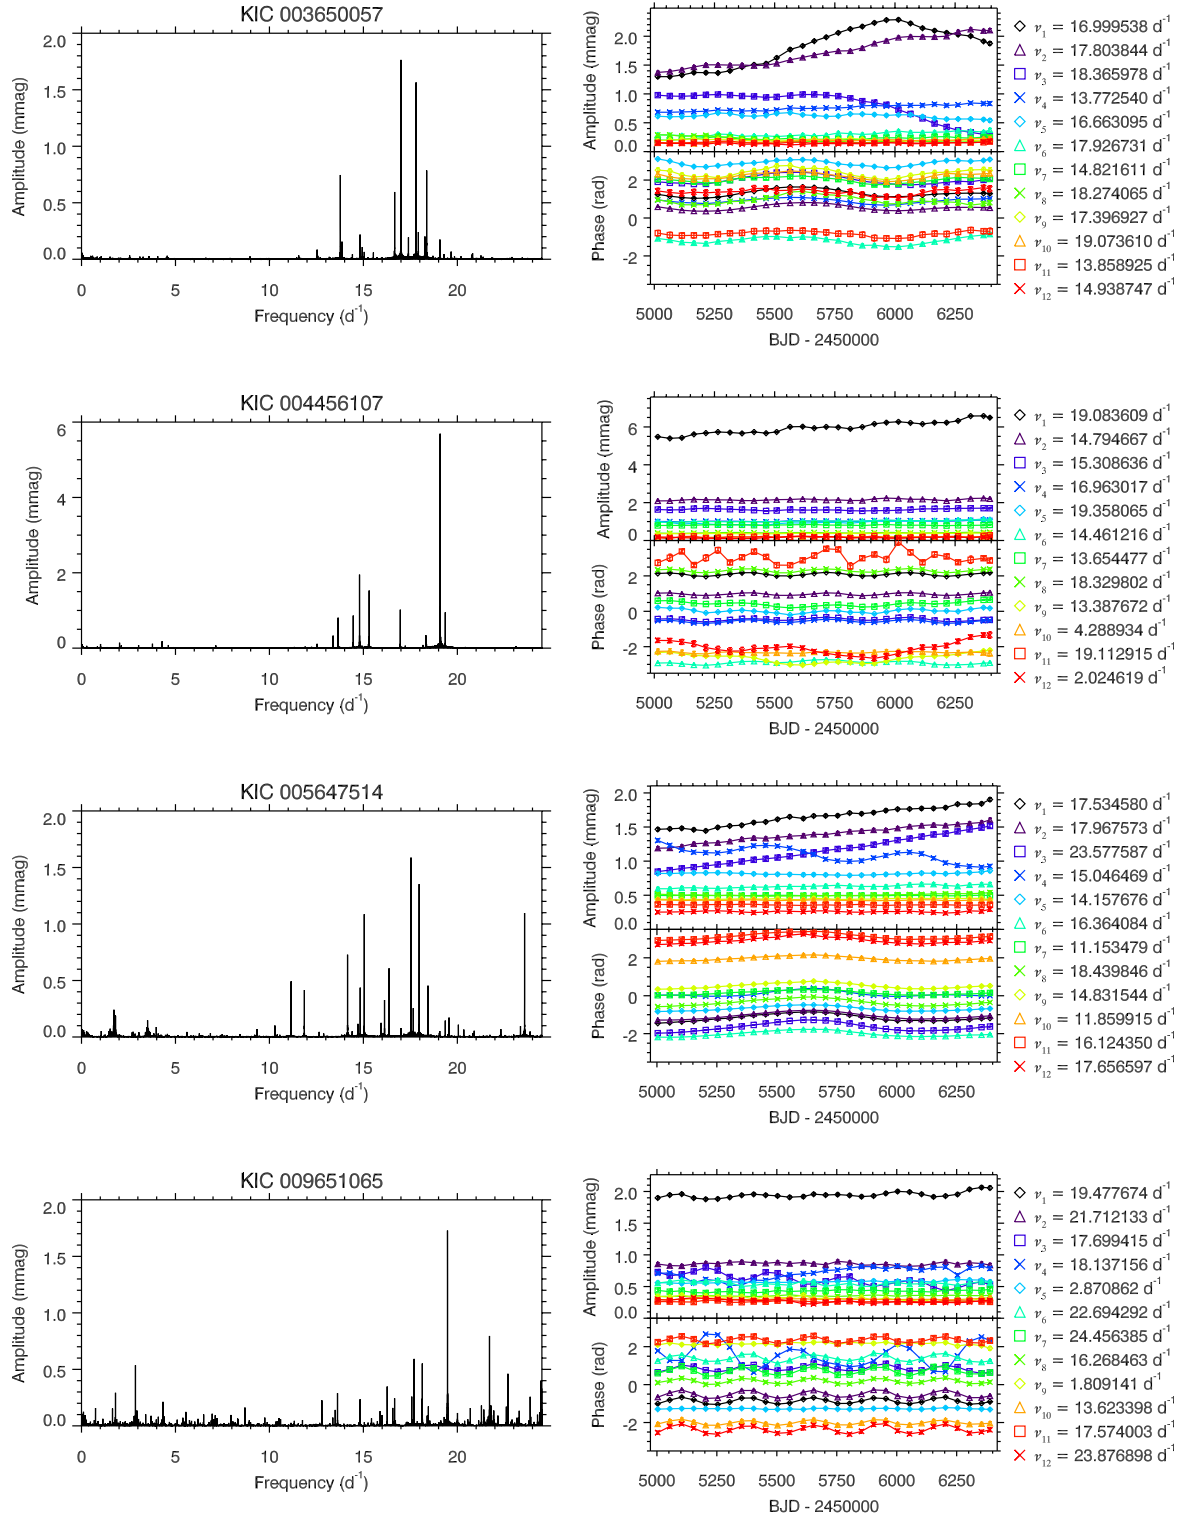 KIC 003650057
2.0
1.5
1.0
0.5
0.0
Amplitude (mmag)
0 5 10 15 20
Frequency (d⁻¹)
2.0
1.5
1.0
0.5
0.0
Amplitude (mmag)
2
0
-2
Phase (rad)
5000 5250 5500 5750 6000 6250
BJD - 2450000
ν₁ = 16.999538 d⁻¹
ν₂ = 17.803844 d⁻¹
ν₃ = 18.365978 d⁻¹
ν₄ = 13.772540 d⁻¹
ν₅ = 16.663095 d⁻¹
ν₆ = 17.926731 d⁻¹
ν₇ = 14.821611 d⁻¹
ν₈ = 18.274065 d⁻¹
ν₉ = 17.396927 d⁻¹
ν₁₀ = 19.073610 d⁻¹
ν₁₁ = 13.858925 d⁻¹
ν₁₂ = 14.938747 d⁻¹
KIC 004456107
6
4
2
0
Amplitude (mmag)
0 5 10 15 20
Frequency (d⁻¹)
6
4
2
0
Amplitude (mmag)
2
0
-2
Phase (rad)
5000 5250 5500 5750 6000 6250
BJD - 2450000
ν₁ = 19.083609 d⁻¹
ν₂ = 14.794667 d⁻¹
ν₃ = 15.308636 d⁻¹
ν₄ = 16.963017 d⁻¹
ν₅ = 19.358065 d⁻¹
ν₆ = 14.461216 d⁻¹
ν₇ = 13.654477 d⁻¹
ν₈ = 18.329802 d⁻¹
ν₉ = 13.387672 d⁻¹
ν₁₀ = 4.288934 d⁻¹
ν₁₁ = 19.112915 d⁻¹
ν₁₂ = 2.024619 d⁻¹
KIC 005647514
2.0
1.5
1.0
0.5
0.0
Amplitude (mmag)
0 5 10 15 20
Frequency (d⁻¹)
2.0
1.5
1.0
0.5
0.0
Amplitude (mmag)
2
0
-2
Phase (rad)
5000 5250 5500 5750 6000 6250
BJD - 2450000
ν₁ = 17.534580 d⁻¹
ν₂ = 17.967573 d⁻¹
ν₃ = 23.577587 d⁻¹
ν₄ = 15.046469 d⁻¹
ν₅ = 14.157676 d⁻¹
ν₆ = 16.364084 d⁻¹
ν₇ = 11.153479 d⁻¹
ν₈ = 18.439846 d⁻¹
ν₉ = 14.831544 d⁻¹
ν₁₀ = 11.859915 d⁻¹
ν₁₁ = 16.124350 d⁻¹
ν₁₂ = 17.656597 d⁻¹
KIC 009651065
2.0
1.5
1.0
0.5
0.0
Amplitude (mmag)
0 5 10 15 20
Frequency (d⁻¹)
2.0
1.5
1.0
0.5
0.0
Amplitude (mmag)
2
0
-2
Phase (rad)
5000 5250 5500 5750 6000 6250
BJD - 2450000
ν₁ = 19.477674 d⁻¹
ν₂ = 21.712133 d⁻¹
ν₃ = 17.699415 d⁻¹
ν₄ = 18.137156 d⁻¹
ν₅ = 2.870862 d⁻¹
ν₆ = 22.694292 d⁻¹
ν₇ = 24.456385 d⁻¹
ν₈ = 16.268463 d⁻¹
ν₉ = 1.809141 d⁻¹
ν₁₀ = 13.623398 d⁻¹
ν₁₁ = 17.574003 d⁻¹
ν₁₂ = 23.876898 d⁻¹